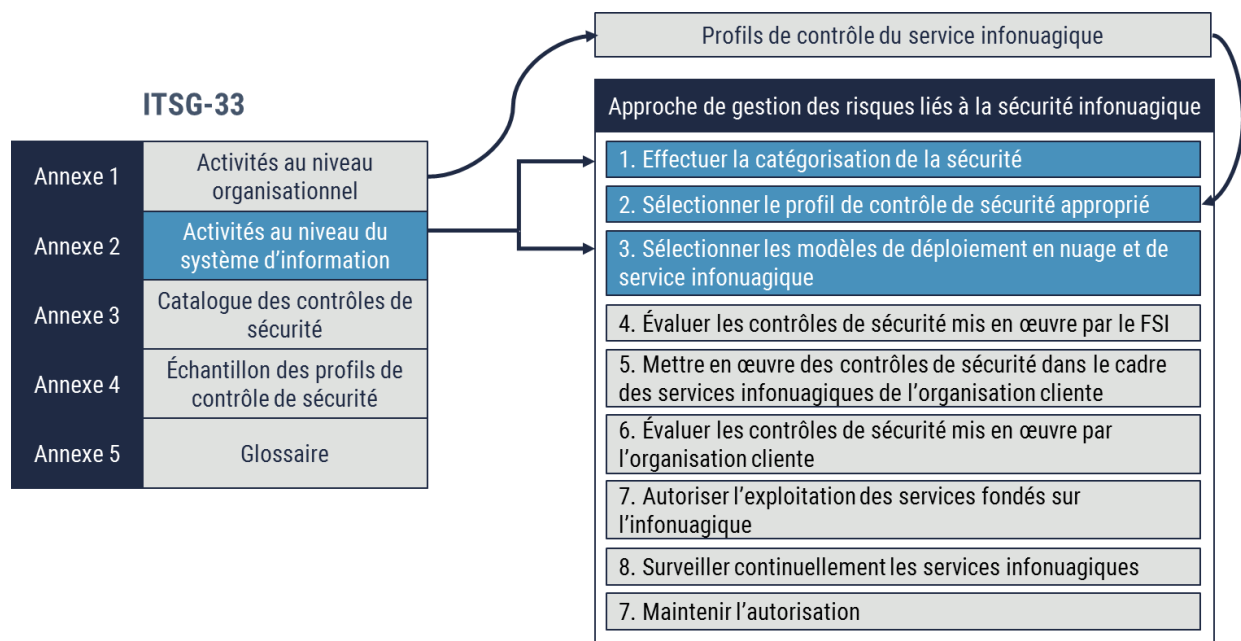 Profils de contrôle du service infonuagique
ITSG-33
Annexe 1
Activités au niveau
organisationnel
Annexe 2
Activités au niveau du
système d’information
Annexe 3
Catalogue des contrôles de
sécurité
Annexe 4
Échantillon des profils de
contrôle de sécurité
Annexe 5
Glossaire
Approche de gestion des risques liés à la sécurité infonuagique
1. Effectuer la catégorisation de la sécurité
2. Sélectionner le profil de contrôle de sécurité approprié
3. Sélectionner les modèles de déploiement en nuage et de
service infonuagique
4. Évaluer les contrôles de sécurité mis en œuvre par le FSI
5. Mettre en œuvre des contrôles de sécurité dans le cadre
des services infonuagiques de l’organisation cliente
6. Évaluer les contrôles de sécurité mis en œuvre par
l’organisation cliente
7. Autoriser l’exploitation des services fondés sur
l’infonuagique
8. Surveiller continuellement les services infonuagiques
7. Maintenir l’autorisation